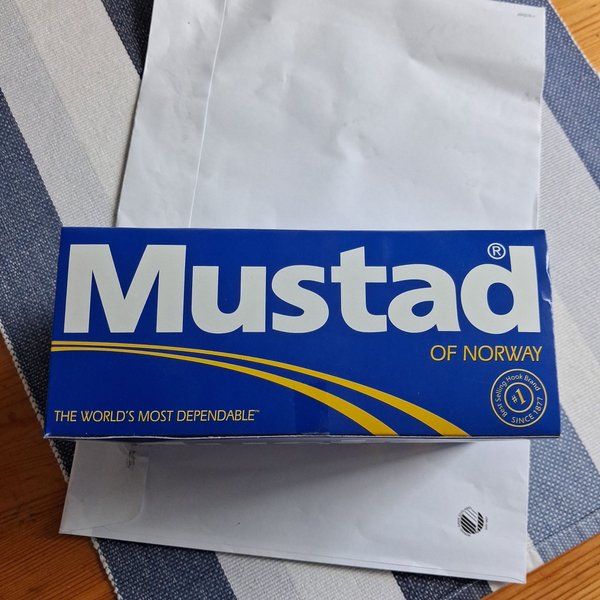 Mustad®
OF NORWAY
Best Selling Hook Brand
#1
SINCE 1877
THE WORLD'S MOST DEPENDABLE™